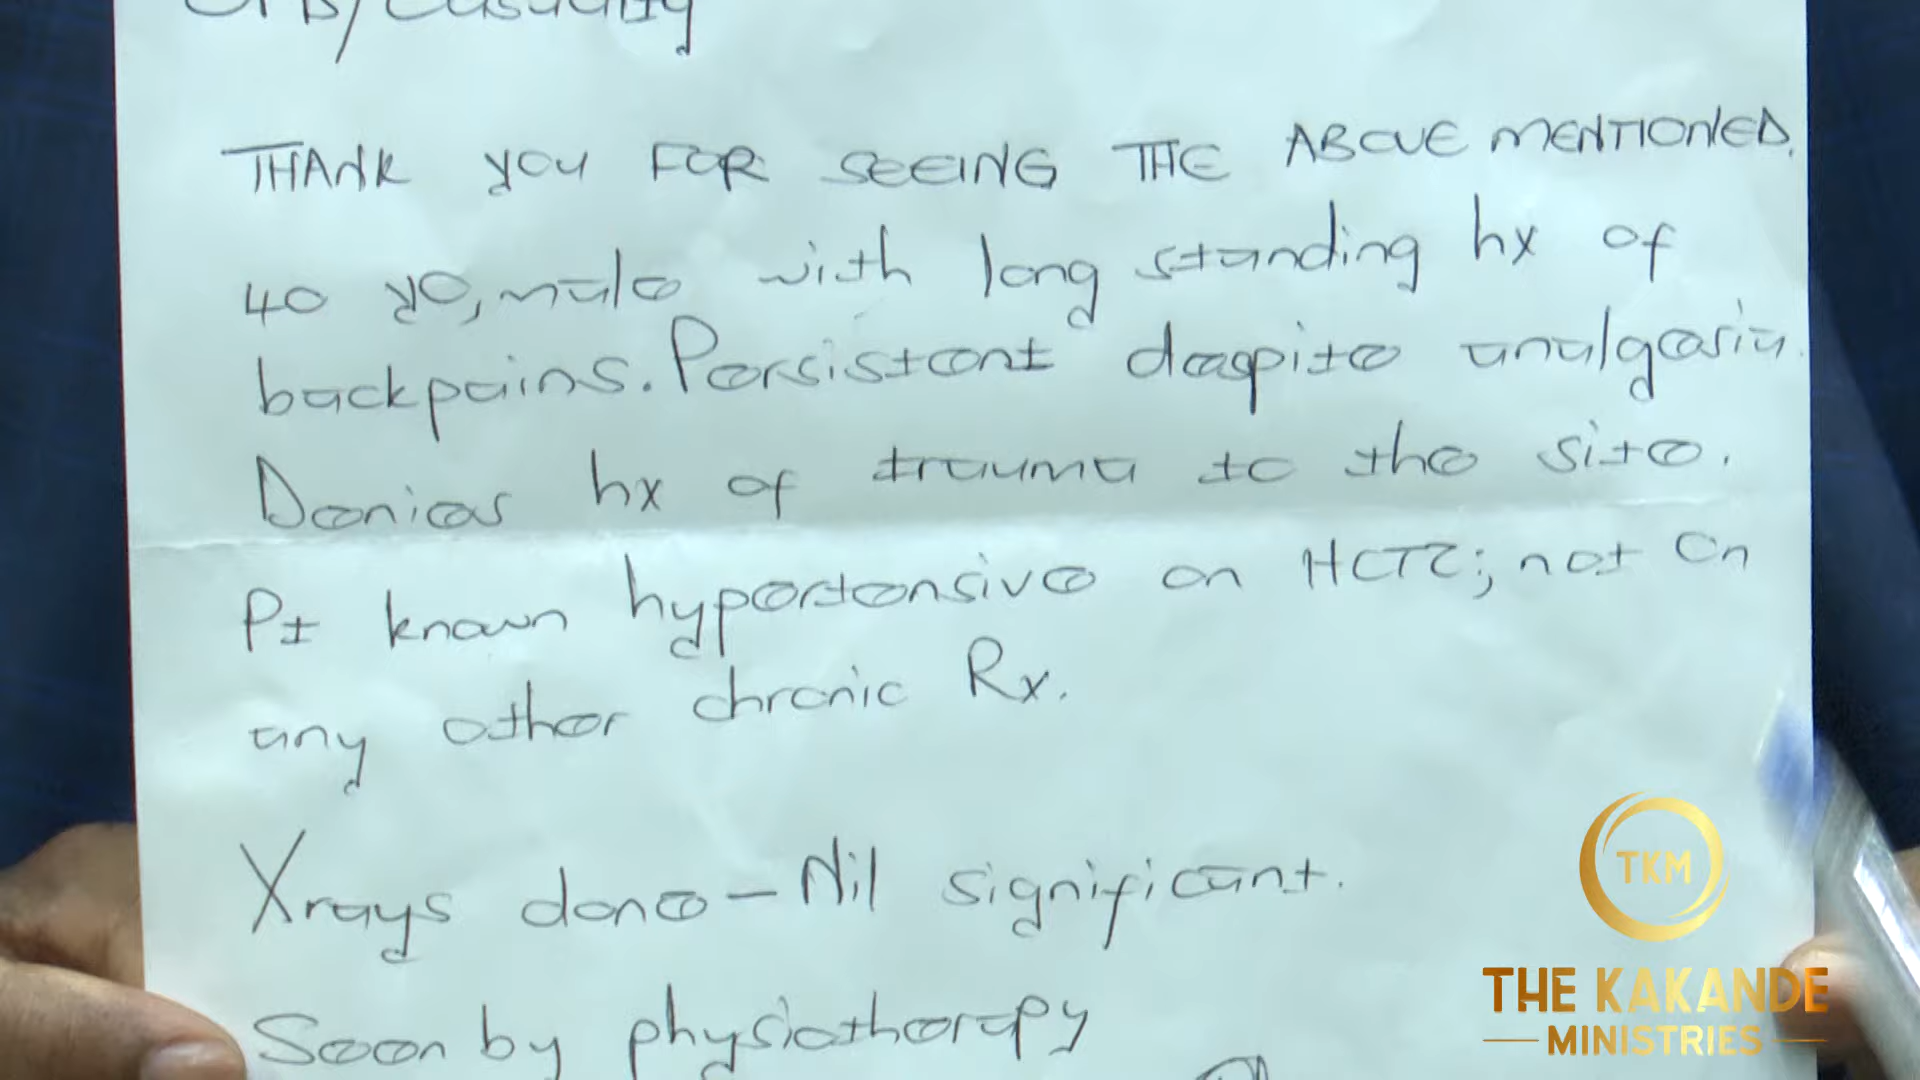 OPD/Casualty
THANK YOU FOR SEEING THE ABOVE MENTIONED.
40 yo, male with long standing hx of
backpains. Persistent despite analgesia.
Denies hx of trauma to the site.
Pt known hypertensive on HCTZ; not on
any other chronic Rx.
Xrays done - Nil significant.
Seen by physiotherapy
TKM
THE KAKANDE
MINISTRIES